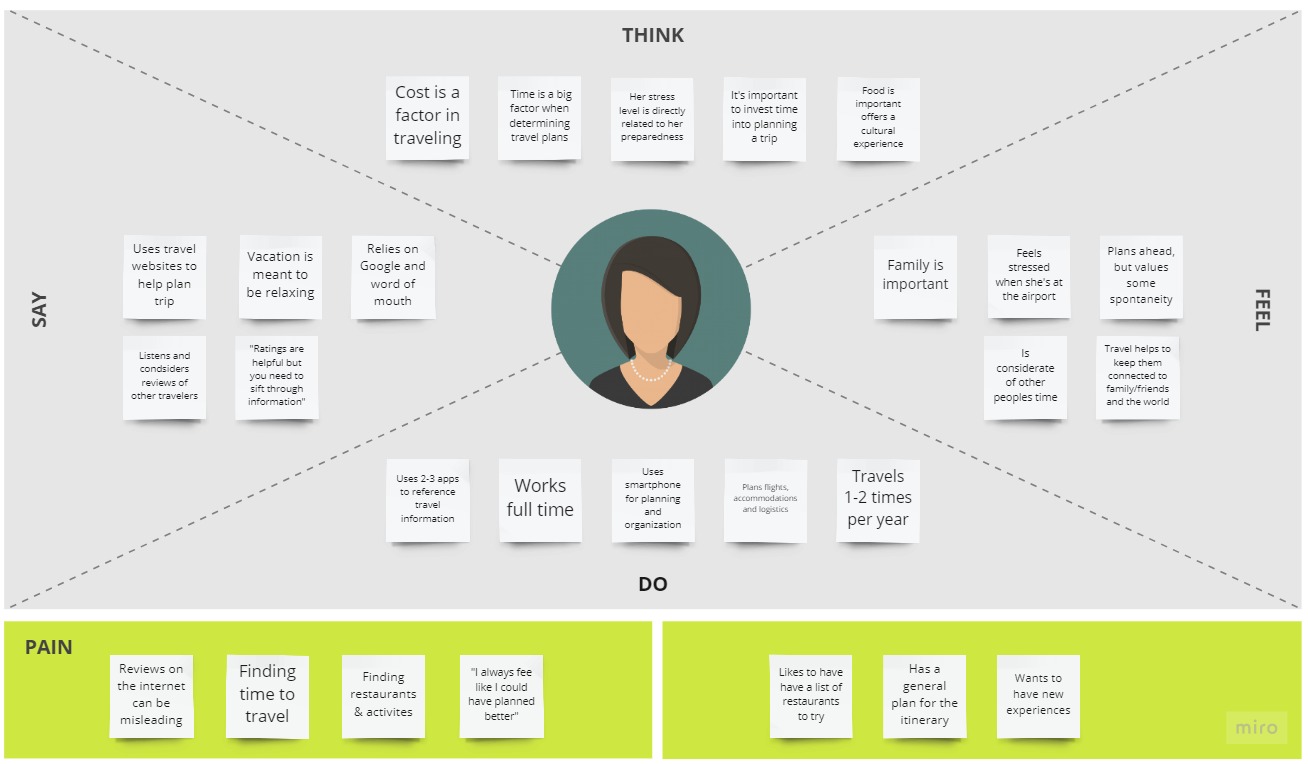 THINK
Cost is a
factor in
traveling
Time is a big
factor when
determining
travel plans
Her stress
level is directly
related to her
preparedness
It's important
to invest time
into planning
a trip
Food is
important
offers a
cultural
experience
SAY
Uses travel
websites to
help plan
trip
Vacation is
meant to
be relaxing
Relies on
Google and
word of
mouth
Listens and
condsiders
reviews of
other travelers
"Ratings are
helpful but
you need to
sift through
information"
Family is
important
Feels
stressed
when she's at
the airport
Plans ahead,
but values
some
spontaneity
Is
considerate
of other
peoples time
Travel helps to
keep them
connected to
family/friends
and the world
FEEL
Uses 2-3 apps
to reference
travel
information
Works
full time
Uses
smartphone
for planning
and
organization
Plans flights,
accommodations
and logistics
Travels
1-2 times
per year
DO
PAIN
Reviews on
the internet
can be
misleading
Finding
time to
travel
Finding
restaurants
& activites
"I always fee
like I could
have planned
better"
Likes to have
have a list of
restaurants
to try
Has a
general
plan for the
itinerary
Wants to
have new
experiences
miro